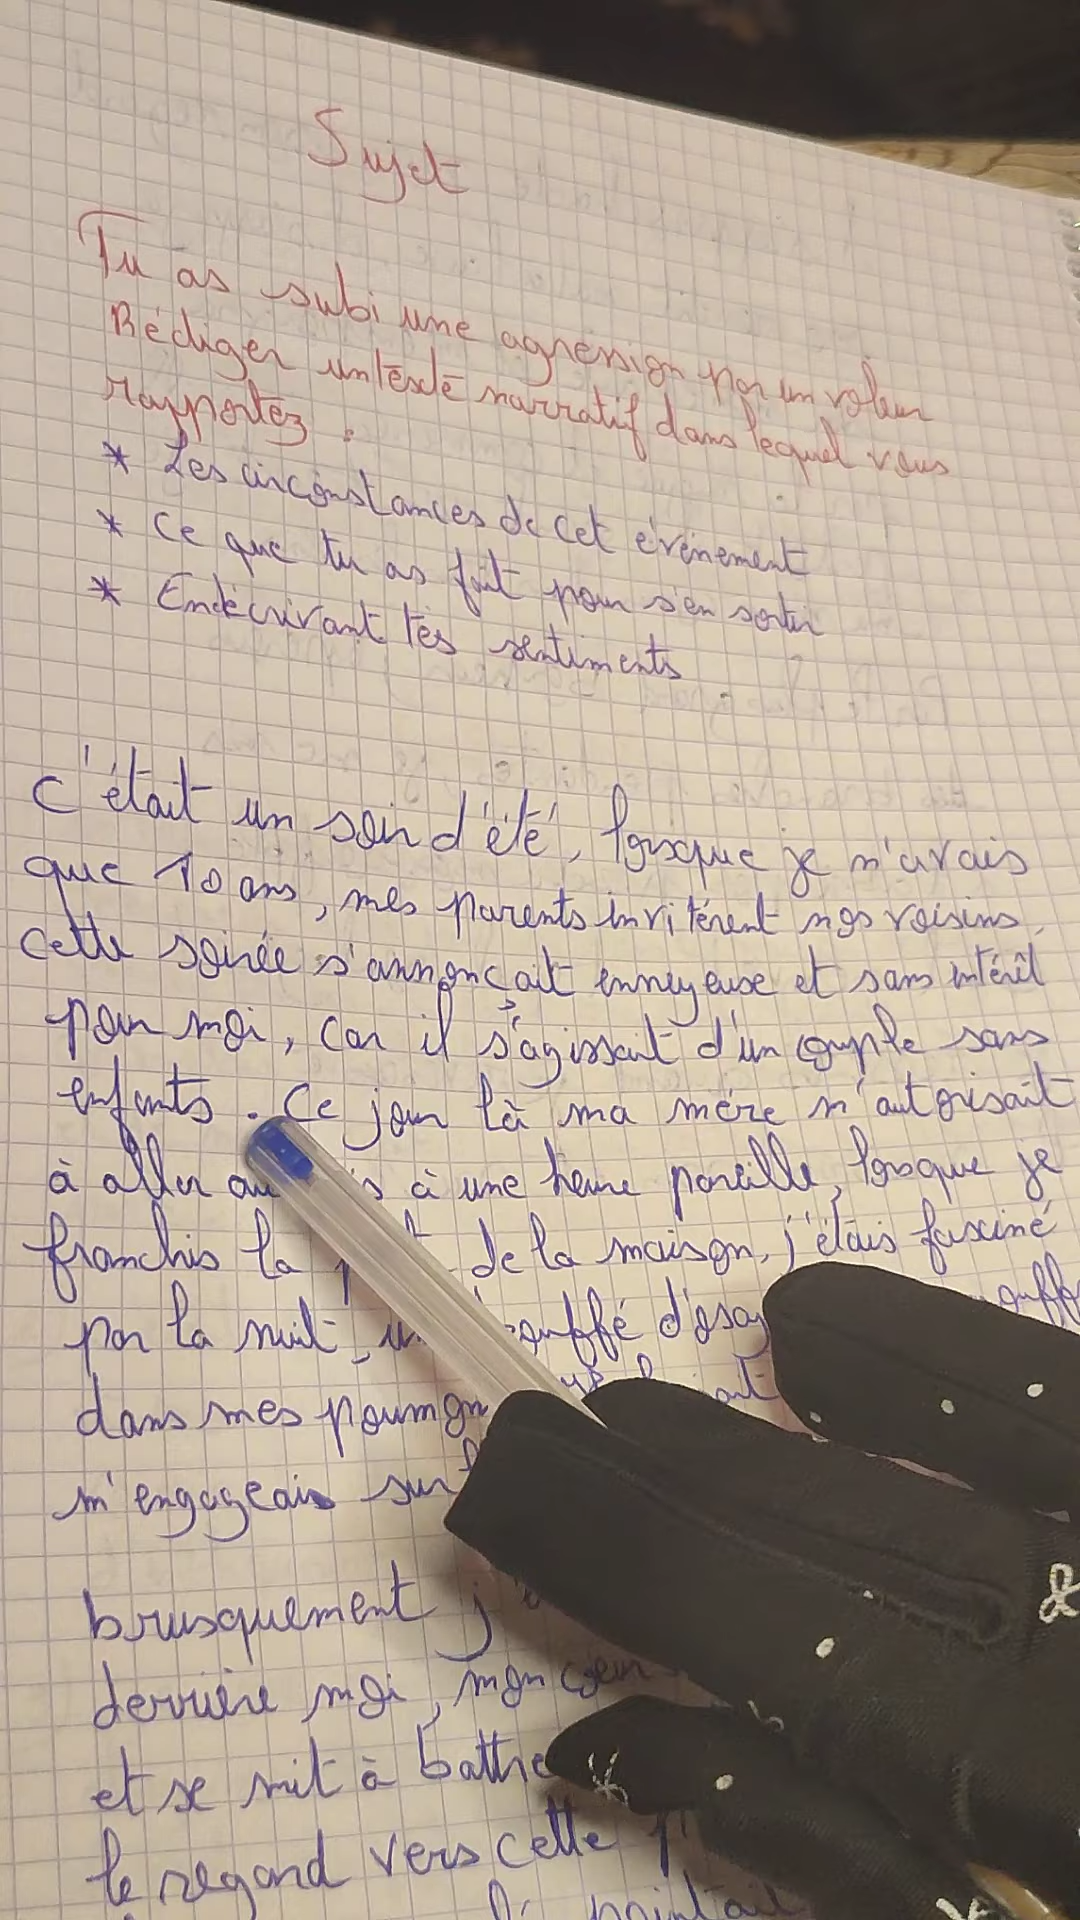 Sujet
Tu as subi une agression par un voleur
Rédiger un texte narratif dans lequel vous
rapportez :
* Les circonstances de cet événement
* Ce que tu as fait pour s'en sortir
* En décrivant tes sentiments
C'était un soir d'été, lorsque je n'avais
que 10 ans, mes parents invitèrent nos voisins,
cette soirée s'annonçait ennuyeuse et sans intérêt
pour moi, car il s'agissait d'un couple sans
enfants. Ce jour là ma mère m'autorisait
à aller à une heure pareille, lorsque je
franchis la de la maison, j'étais fasciné
par la nuit,
dans mes
m'engageais sur
brusquement
derrière moi, mon coeur
et se mit à battre
le regard vers cette
pointait